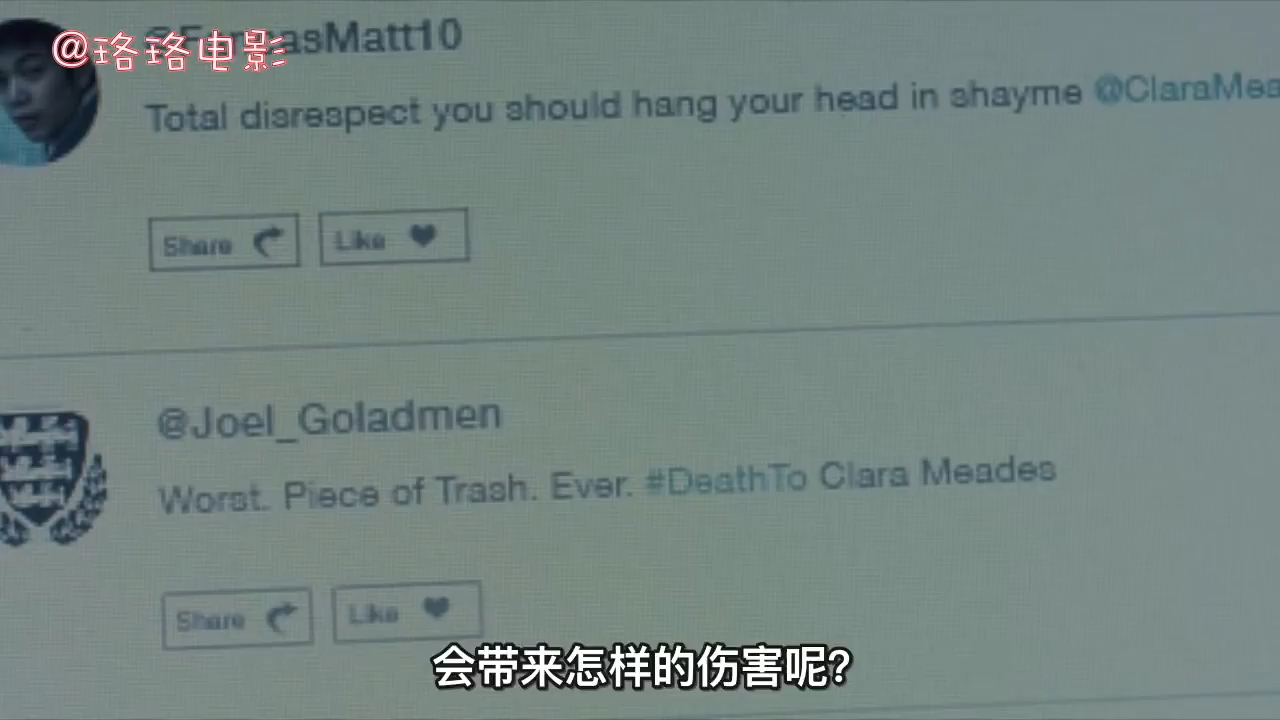 @珞珞电影
Total disrespect you should hang your head in shayme @ClaraMea
Share
Like
@Joel_Goladmen
Worst. Piece of Trash. Ever. #DeathTo Clara Meades
Share
Like
会带来怎样的伤害呢?